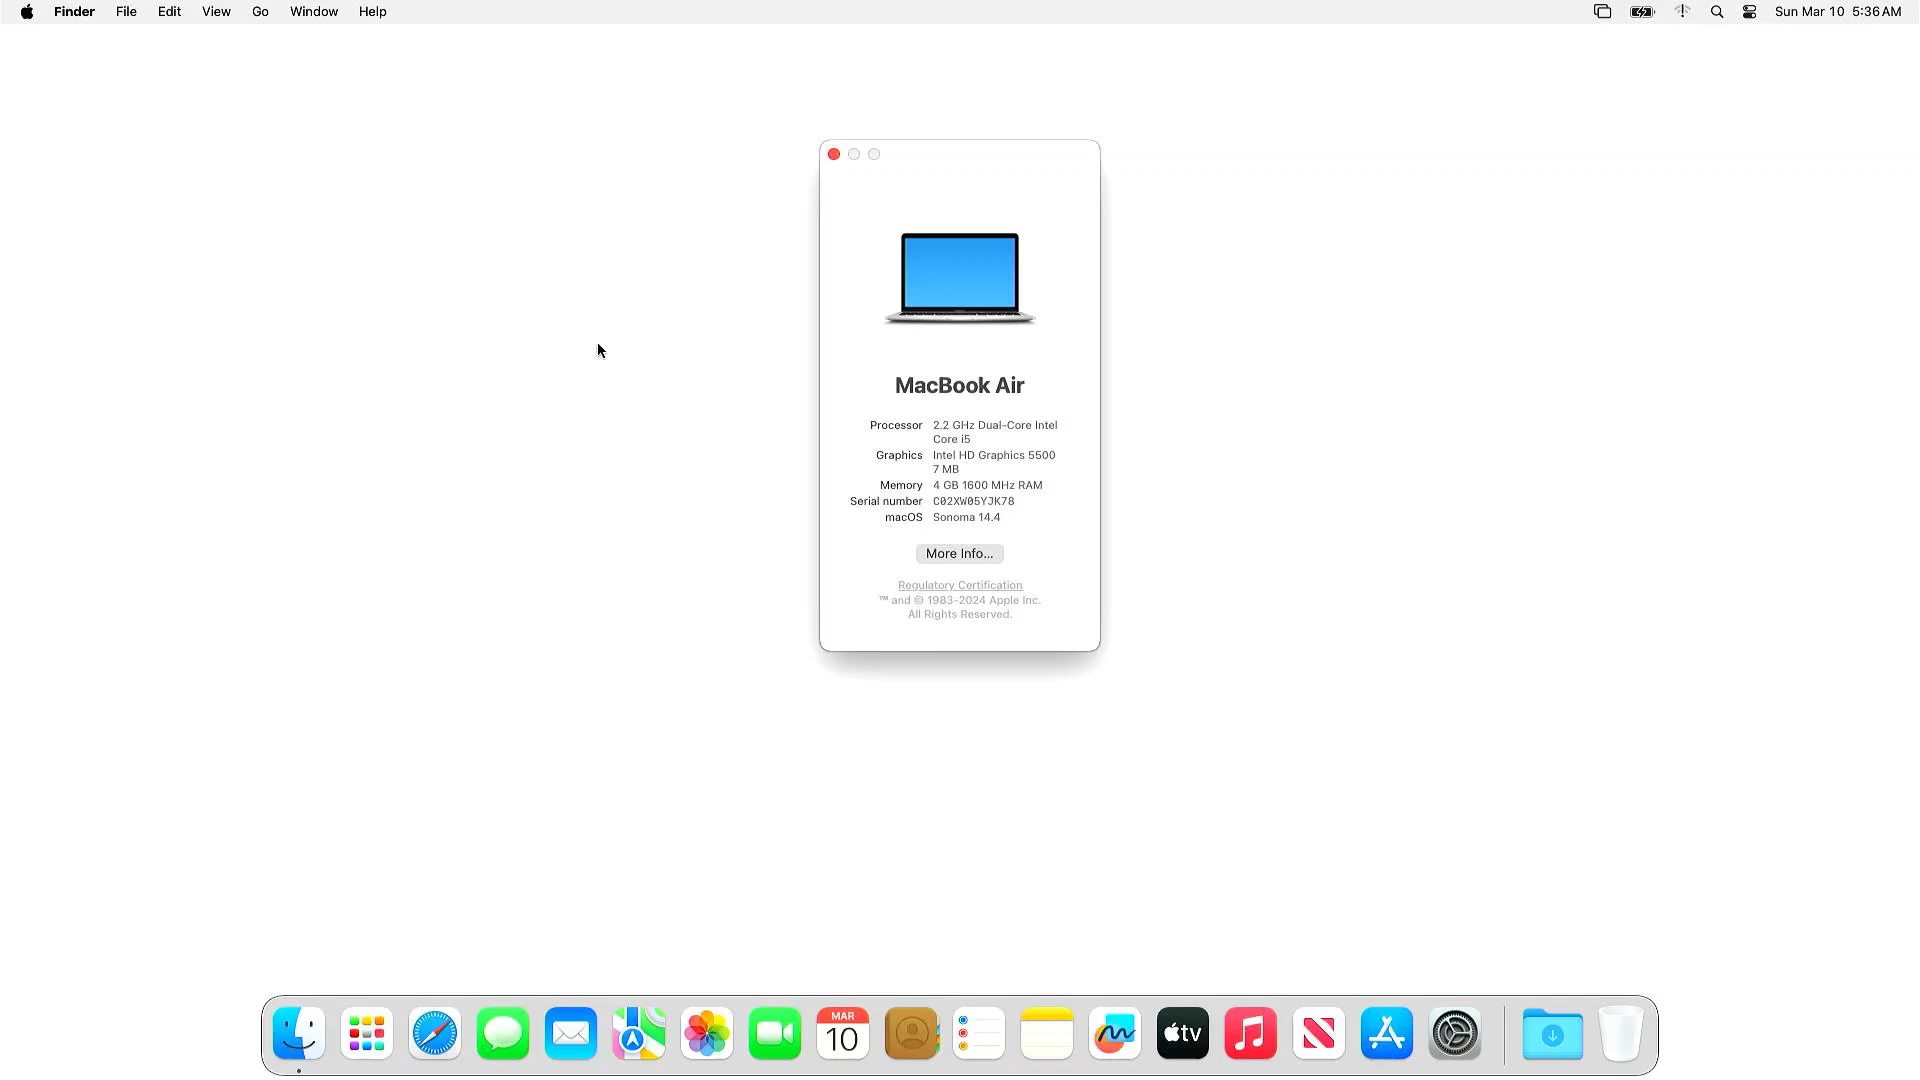 Finder File Edit View Go Window Help
Sun Mar 10 5:36 AM
MacBook Air
Processor 2.2 GHz Dual-Core Intel
Core i5
Graphics Intel HD Graphics 5500
7 MB
Memory 4 GB 1600 MHz RAM
Serial number C02XW05YJK78
macOS Sonoma 14.4
More Info...
Regulatory Certification
™ and © 1983-2024 Apple Inc.
All Rights Reserved.
MAR
10
tv